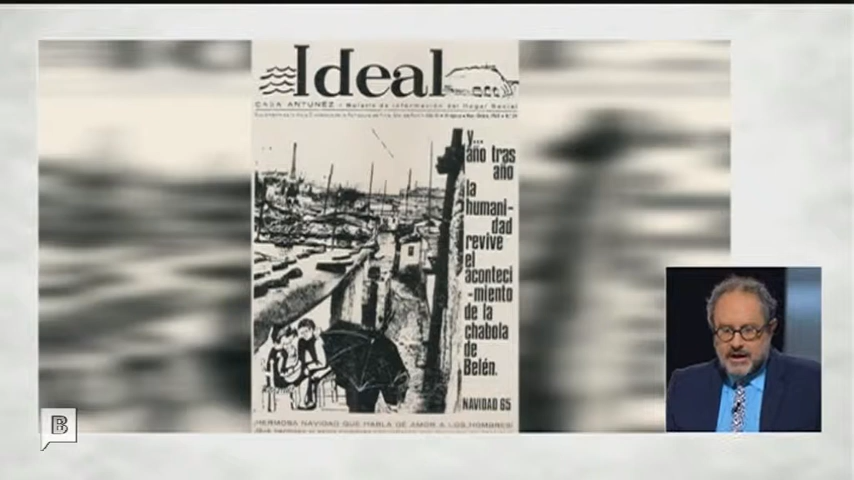 Ideal
CASA ANTUNEZ - Boletín de información del Hogar Social
y...
año tras
año
la
humani-
dad
revive
el
aconteci
-miento
de la
chabola
de
Belén.
NAVIDAD 65
¡HERMOSA NAVIDAD QUE HABLA DE AMOR A LOS HOMBRES!
B